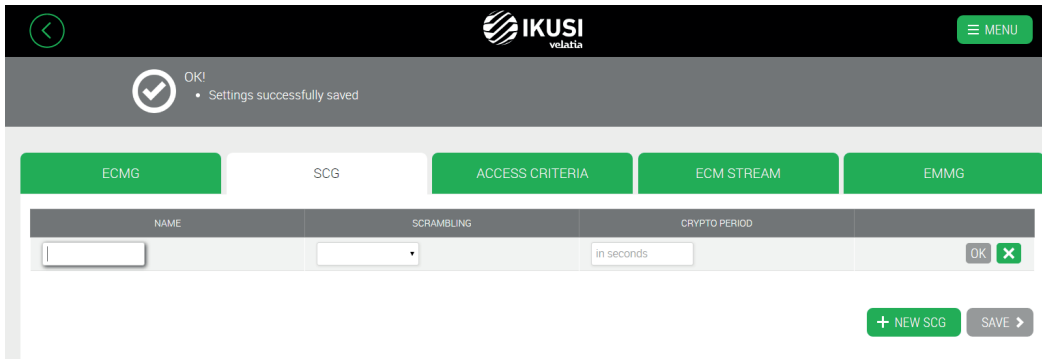 IKUSI
velatia
MENU
OK!
• Settings successfully saved
ECMG SCG ACCESS CRITERIA ECM STREAM EMMG
NAME SCRAMBLING CRYPTO PERIOD
in seconds OK
+ NEW SCG SAVE